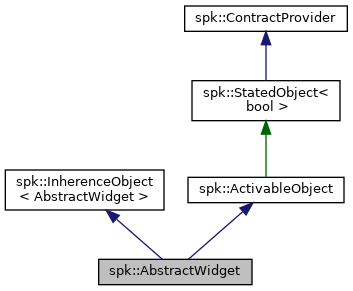 spk::ContractProvider
spk::StatedObject<
bool >
spk::InherenceObject
< AbstractWidget >
spk::ActivableObject
spk::AbstractWidget